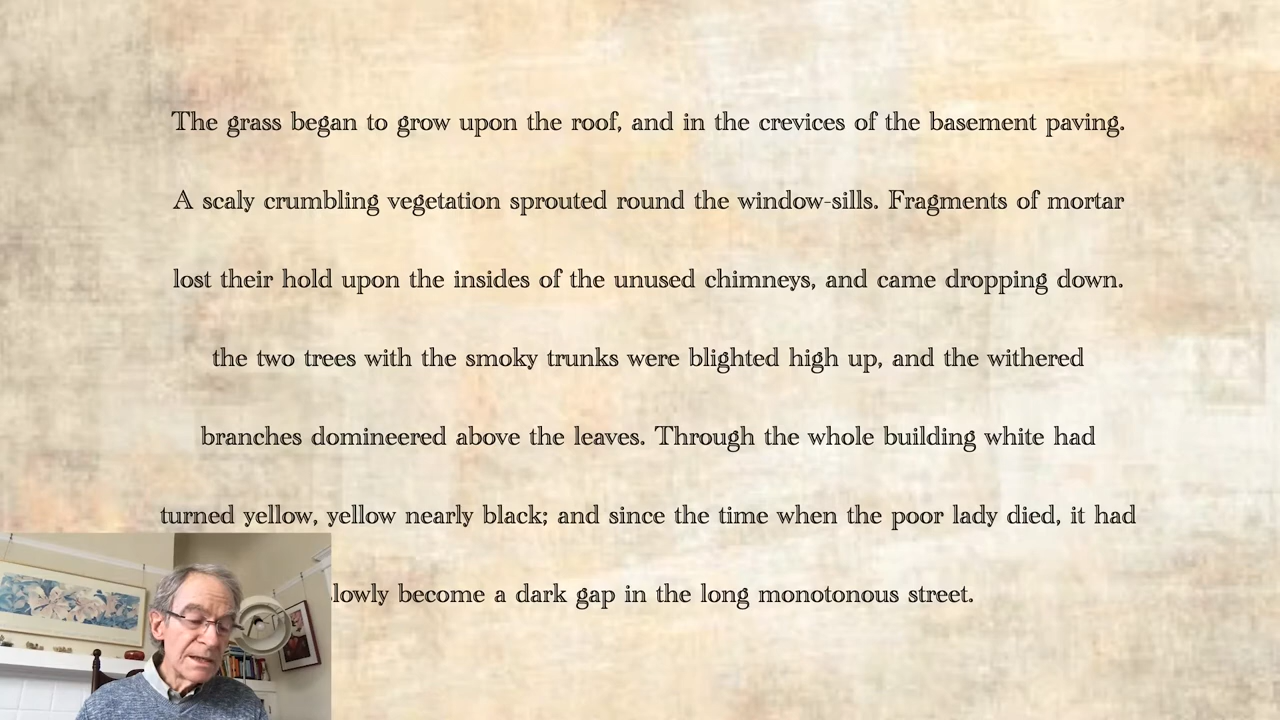 The grass began to grow upon the roof, and in the crevices of the basement paving.
A scaly crumbling vegetation sprouted round the window-sills. Fragments of mortar
lost their hold upon the insides of the unused chimneys, and came dropping down.
the two trees with the smoky trunks were blighted high up, and the withered
branches domineered above the leaves. Through the whole building white had
turned yellow, yellow nearly black; and since the time when the poor lady died, it had
become a dark gap in the long monotonous street.